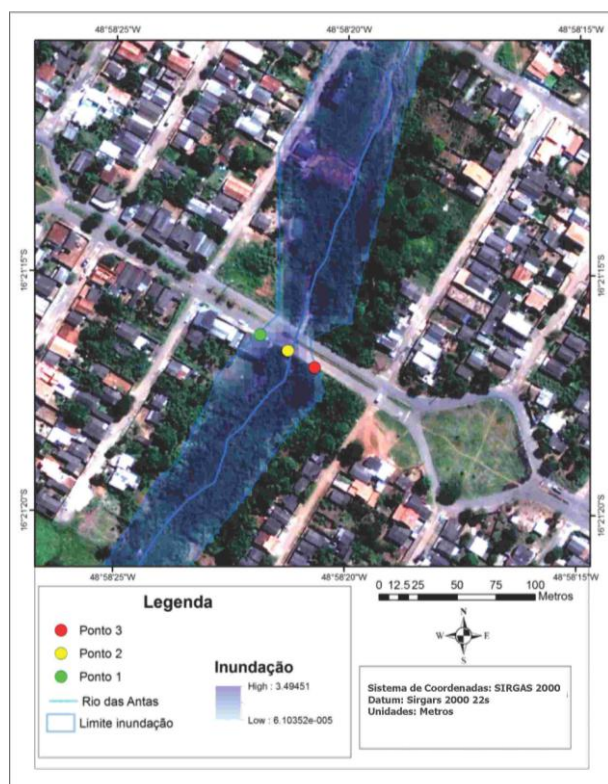 48°58'25"W 48°58'20"W 48°58'15"W
16°21'15"S 16°21'15"S
16°21'20"S 16°21'20"S
48°58'25"W 48°58'20"W 48°58'15"W
Legenda
Ponto 3
Ponto 2
Ponto 1
Rio das Antas
Limite inundação
Inundação
High : 3.49451
Low : 6.10352e-005
0 12.525 50 75 100
Metros
N
W E
S
Sistema de Coordenadas: SIRGAS 2000
Datum: Sirgars 2000 22s
Unidades: Metros